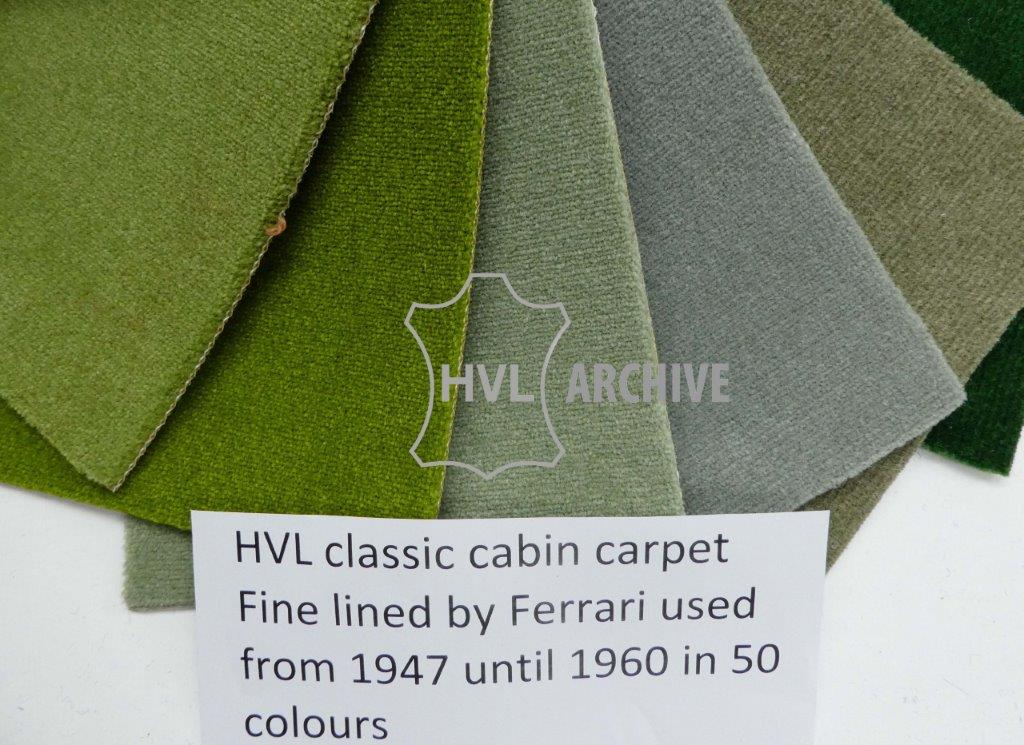 HVL ARCHIVE
HVL classic cabin carpet
Fine lined by Ferrari used
from 1947 until 1960 in 50
colours